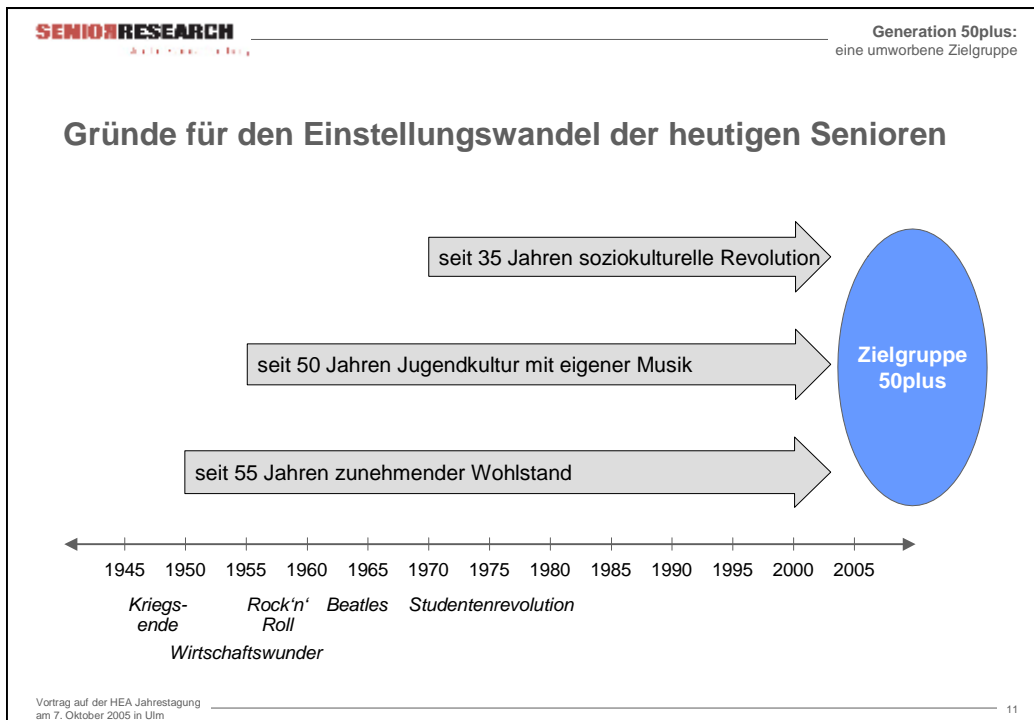 SENIORRESEARCH
Generation 50plus:
eine umworbene Zielgruppe
Gründe für den Einstellungswandel der heutigen Senioren
seit 35 Jahren soziokulturelle Revolution
seit 50 Jahren Jugendkultur mit eigener Musik
Zielgruppe
50plus
seit 55 Jahren zunehmender Wohlstand
1945 1950 1955 1960 1965 1970 1975 1980 1985 1990 1995 2000 2005
Kriegs- Rock‘n‘ Beatles Studentenrevolution
ende Roll
Wirtschaftswunder
Vortrag auf der HEA Jahrestagung
am 7. Oktober 2005 in Ulm
11